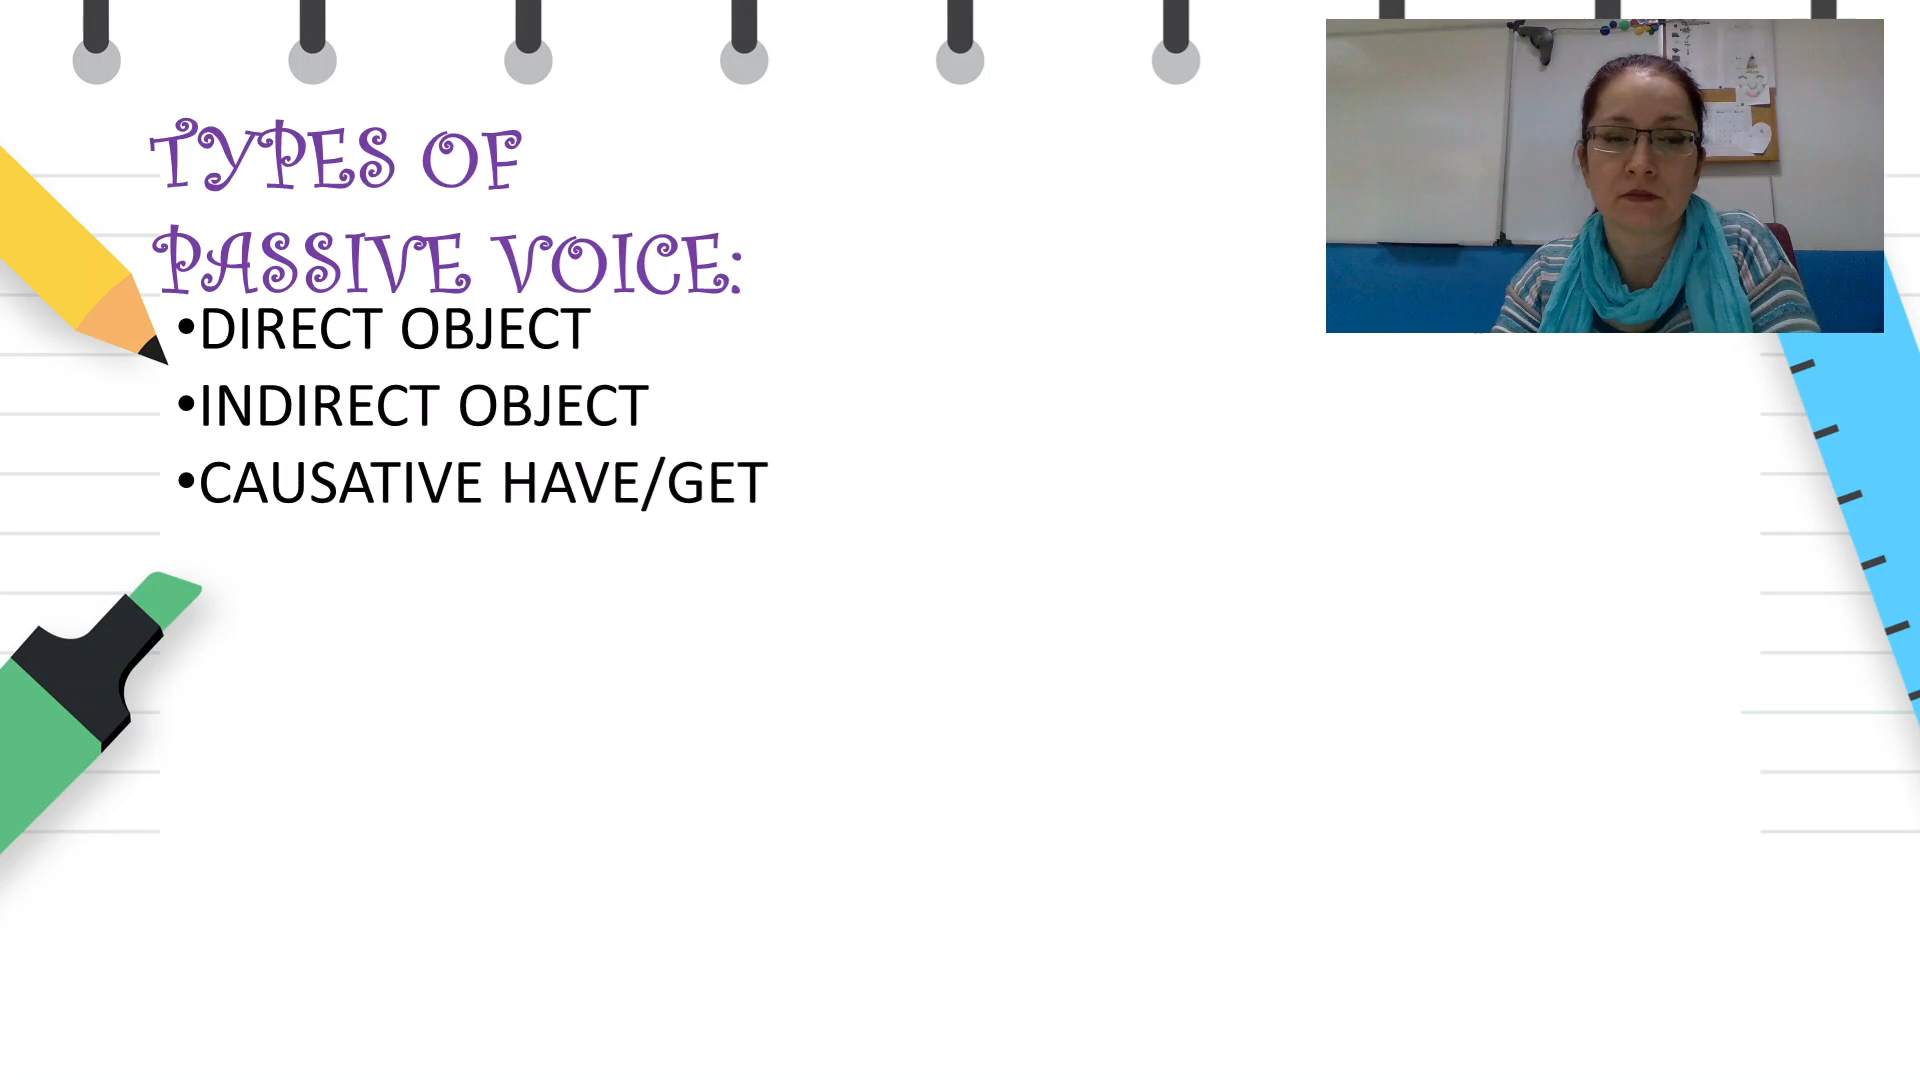 TYPES OF
PASSIVE VOICE:
•DIRECT OBJECT
•INDIRECT OBJECT
•CAUSATIVE HAVE/GET